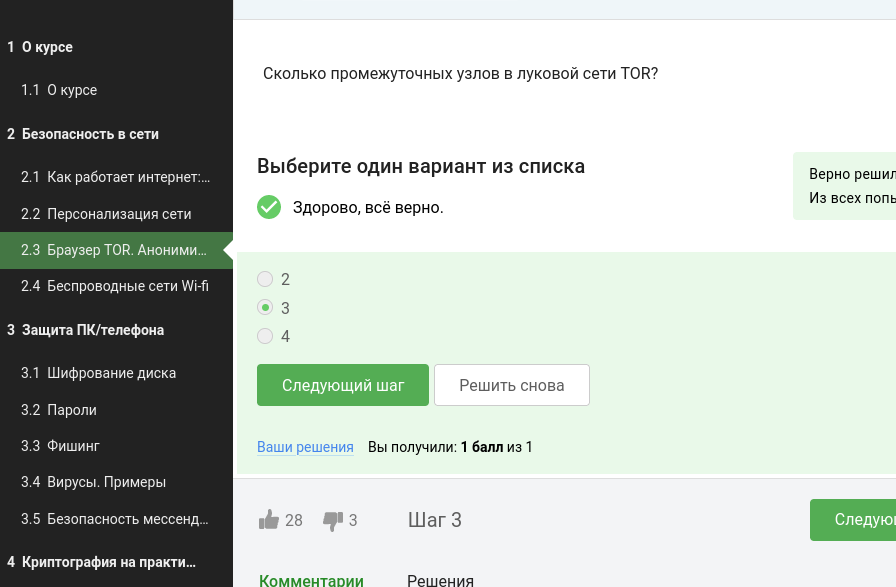 1 О курсе
1.1 О курсе
2 Безопасность в сети
2.1 Как работает интернет:...
2.2 Персонализация сети
2.3 Браузер TOR. Аноними...
2.4 Беспроводные сети Wi-fi
3 Защита ПК/телефона
3.1 Шифрование диска
3.2 Пароли
3.3 Фишинг
3.4 Вирусы. Примеры
3.5 Безопасность мессенд...
4 Криптография на практи...
Сколько промежуточных узлов в луковой сети TOR?
Выберите один вариант из списка
Здорово, всё верно.
Верно решил
Из всех попы
2
3
4
Следующий шаг Решить снова
Ваши решения Вы получили: 1 балл из 1
28 3 Шаг 3 Следую
Комментарии Решения